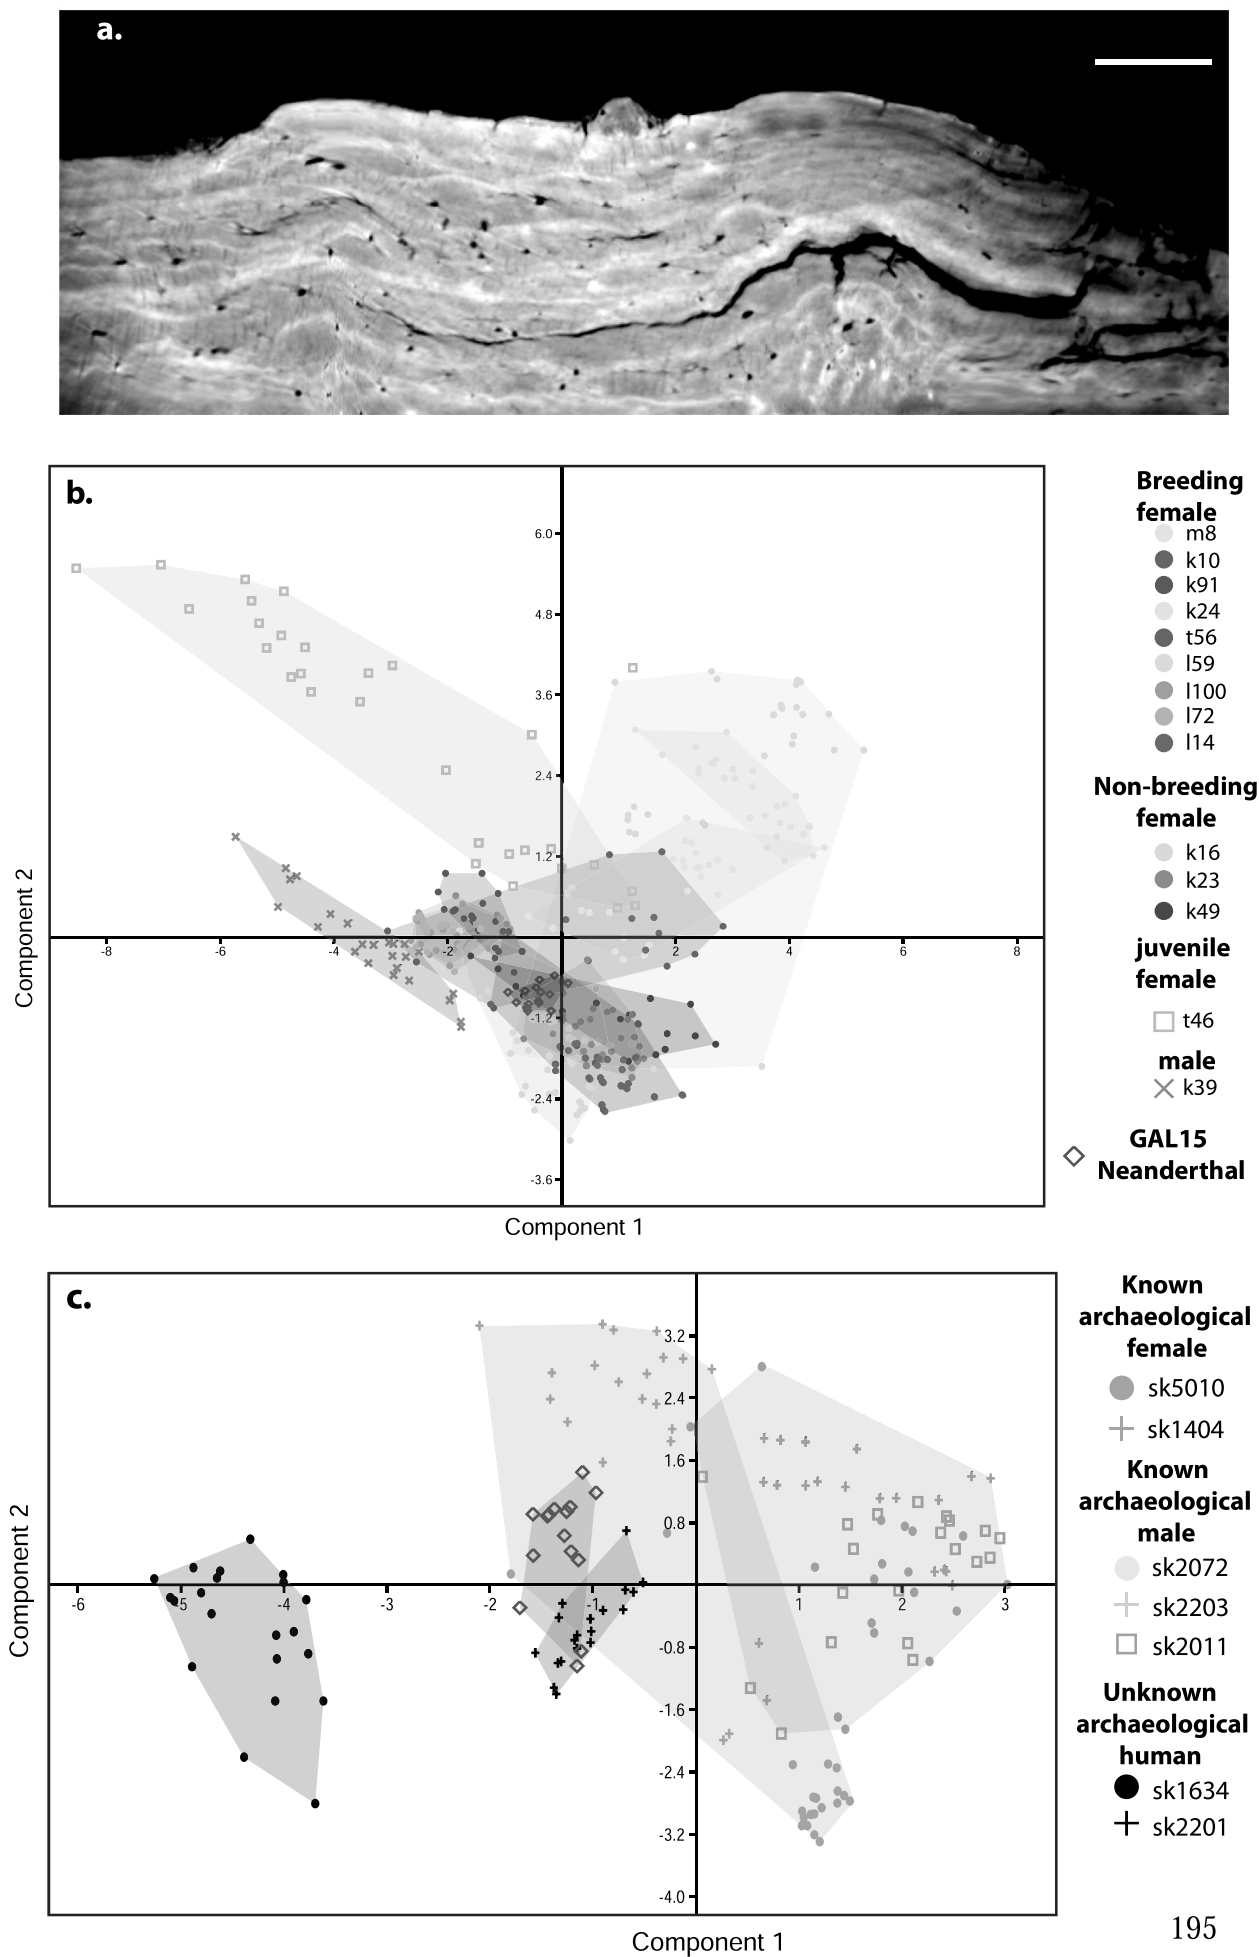 a.
b.
6.0
4.8
3.6
2.4
1.2
-8 -6 -4 -2 2 4 6 8
-1.2
-2.4
-3.6
Component 2
Component 1
Breeding
female
m8
k10
k91
k24
t56
l59
l100
l72
l14
Non-breeding
female
k16
k23
k49
juvenile
female
t46
male
k39
GAL15
Neanderthal
c.
3.2
2.4
1.6
0.8
-6 -5 -4 -3 -2 -1 1 2 3
-0.8
-1.6
-2.4
-3.2
-4.0
Component 2
Component 1
Known
archaeological
female
sk5010
sk1404
Known
archaeological
male
sk2072
sk2203
sk2011
Unknown
archaeological
human
sk1634
sk2201
195